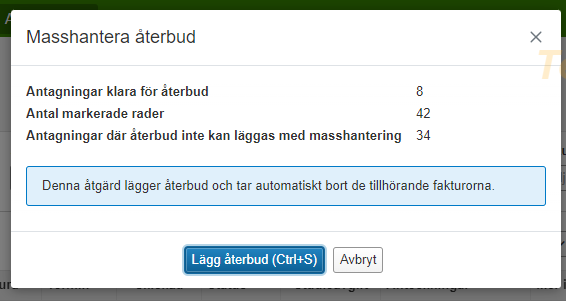 Masshantera återbud
Antagningar klara för återbud 8
Antal markerade rader 42
Antagningar där återbud inte kan läggas med masshantering 34
Denna åtgärd lägger återbud och tar automatiskt bort de tillhörande fakturorna.
Lägg återbud (Ctrl+S) Avbryt